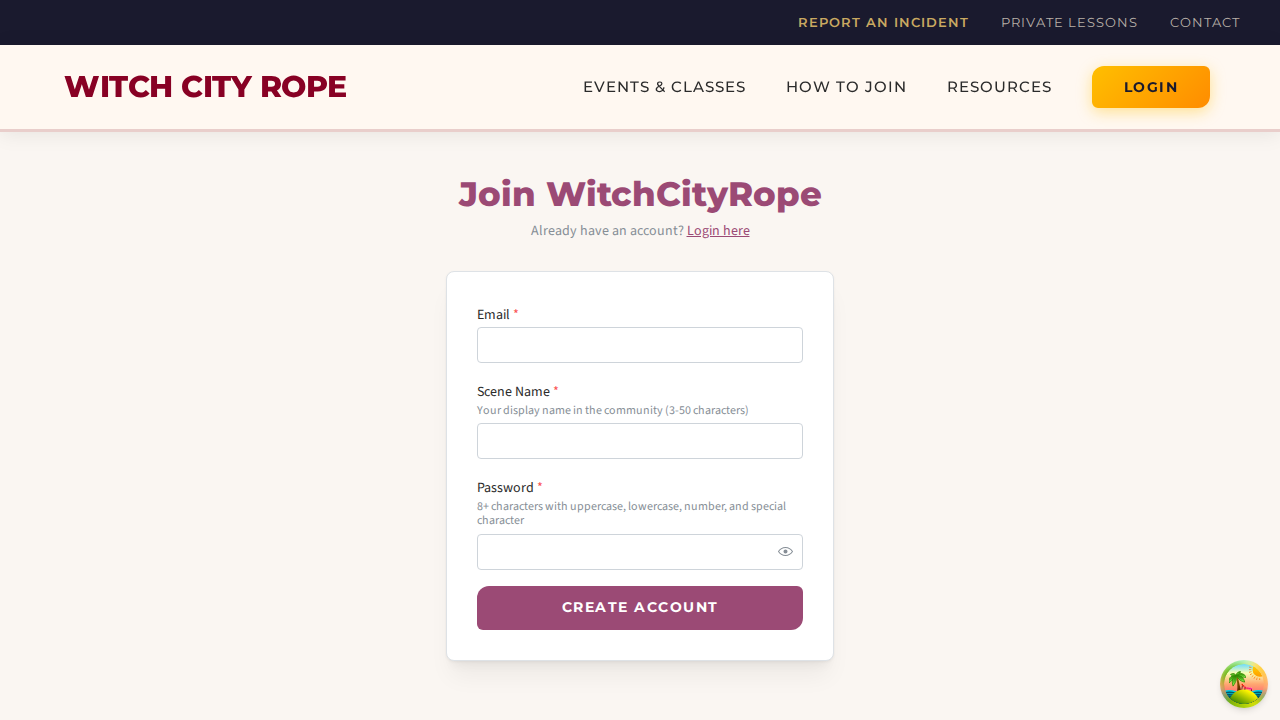 REPORT AN INCIDENT PRIVATE LESSONS CONTACT
WITCH CITY ROPE EVENTS & CLASSES HOW TO JOIN RESOURCES LOGIN
Join WitchCityRope
Already have an account? Login here
Email *
Scene Name *
Your display name in the community (3-50 characters)
Password *
8+ characters with uppercase, lowercase, number, and special
character
CREATE ACCOUNT